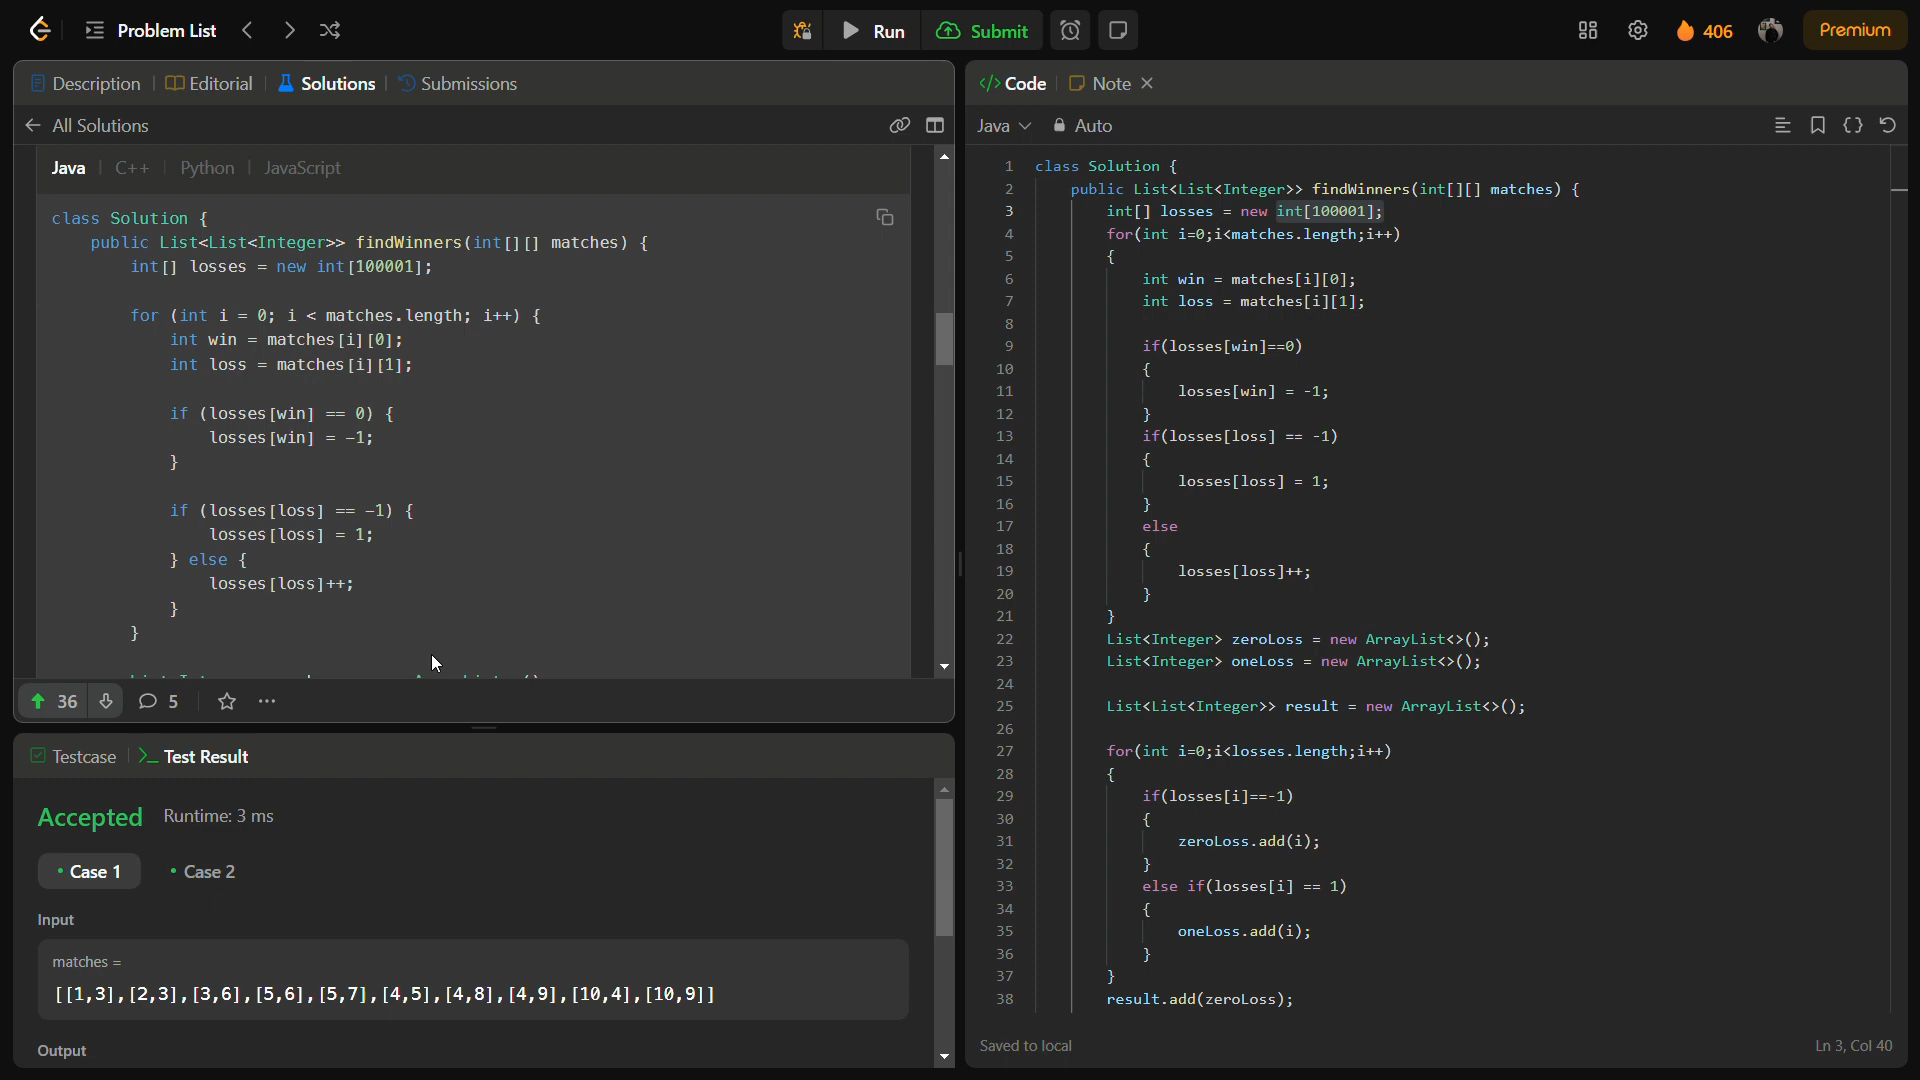 Problem List
Run
Submit
406
Premium
Description
Editorial
Solutions
Submissions
All Solutions
Java
C++
Python
JavaScript
class Solution {
public List<List<Integer>> findWinners(int[][] matches) {
int[] losses = new int[100001];
for (int i = 0; i < matches.length; i++) {
int win = matches[i][0];
int loss = matches[i][1];
if (losses[win] == 0) {
losses[win] = -1;
}
if (losses[loss] == -1) {
losses[loss] = 1;
} else {
losses[loss]++;
}
}
36
5
Testcase
Test Result
Accepted
Runtime: 3 ms
Case 1
Case 2
Input
matches =
[[1,3],[2,3],[3,6],[5,6],[5,7],[4,5],[4,8],[4,9],[10,4],[10,9]]
Output
Code
Note
Java
Auto
1 class Solution {
2 public List<List<Integer>> findWinners(int[][] matches) {
3 int[] losses = new int[100001];
4 for(int i=0;i<matches.length;i++)
5 {
6 int win = matches[i][0];
7 int loss = matches[i][1];
8
9 if(losses[win]==0)
10 {
11 losses[win] = -1;
12 }
13 if(losses[loss] == -1)
14 {
15 losses[loss] = 1;
16 }
17 else
18 {
19 losses[loss]++;
20 }
21 }
22 List<Integer> zeroLoss = new ArrayList<>();
23 List<Integer> oneLoss = new ArrayList<>();
24
25 List<List<Integer>> result = new ArrayList<>();
26
27 for(int i=0;i<losses.length;i++)
28 {
29 if(losses[i]==-1)
30 {
31 zeroLoss.add(i);
32 }
33 else if(losses[i] == 1)
34 {
35 oneLoss.add(i);
36 }
37 }
38 result.add(zeroLoss);
Saved to local
Ln 3, Col 40